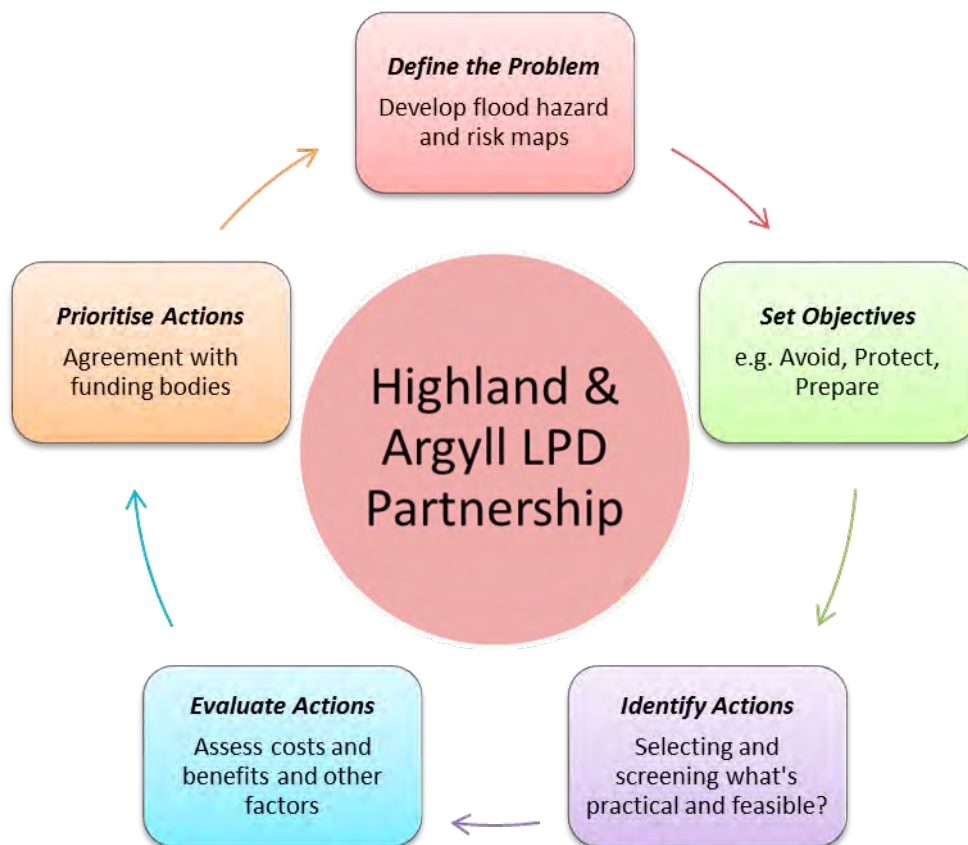 Define the Problem
Develop flood hazard
and risk maps
Set Objectives
e.g. Avoid, Protect,
Prepare
Identify Actions
Selecting and
screening what's
practical and feasible?
Evaluate Actions
Assess costs and
benefits and other
factors
Prioritise Actions
Agreement with
funding bodies
Highland &
Argyll LPD
Partnership